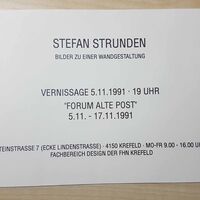 STEFAN STRUNDEN
BILDER ZU EINER WANDGESTALTUNG
VERNISSAGE 5.11.1991 · 19 UHR
"FORUM ALTE POST"
5.11. - 17.11.1991
STEINSTRASSE 7 (ECKE LINDENSTRASSE) · 4150 KREFELD · MO-FR 9.00 - 16.00 UHR
FACHBEREICH DESIGN DER FHN KREFELD